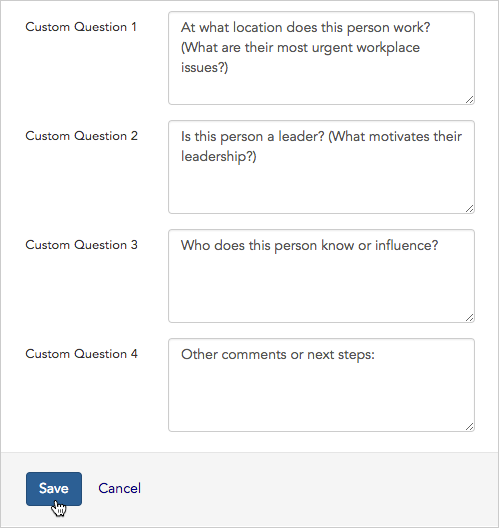 Custom Question 1
At what location does this person work?
(What are their most urgent workplace
issues?)
Custom Question 2
Is this person a leader? (What motivates their
leadership?)
Custom Question 3
Who does this person know or influence?
Custom Question 4
Other comments or next steps:
Save
Cancel